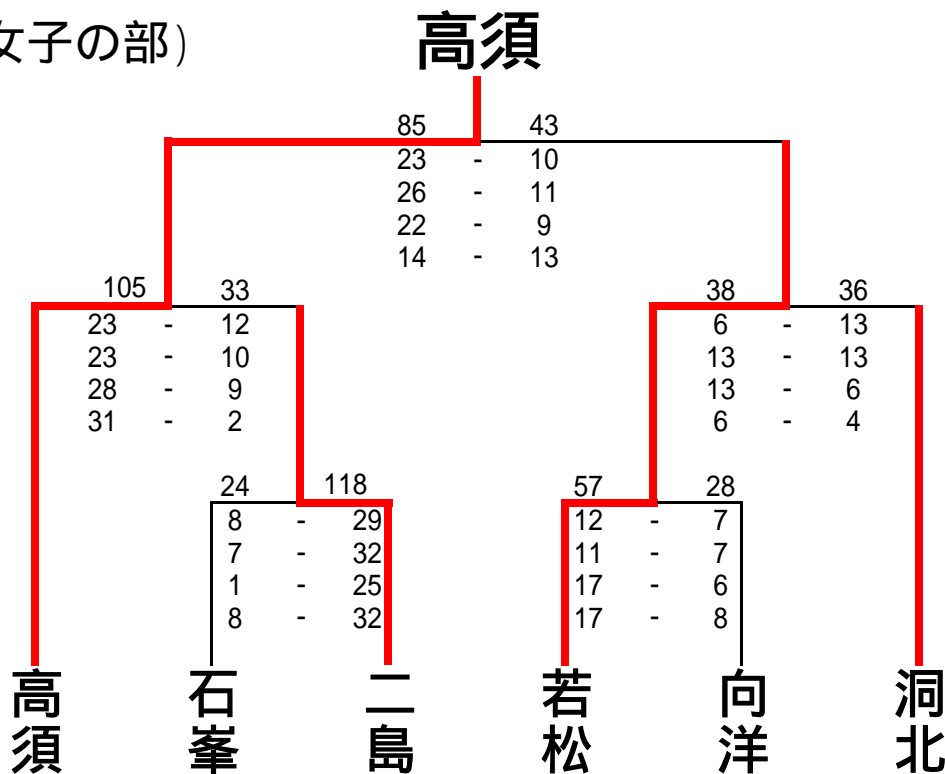 女子の部)
高須
85 43
23 - 10
26 - 11
22 - 9
14 - 13
105 33
23 - 12
23 - 10
28 - 9
31 - 2
38 36
6 - 13
13 - 13
13 - 6
6 - 4
24 118
8 - 29
7 - 32
1 - 25
8 - 32
57 28
12 - 7
11 - 7
17 - 6
17 - 8
高須
石峯
二島
若松
向洋
洞北